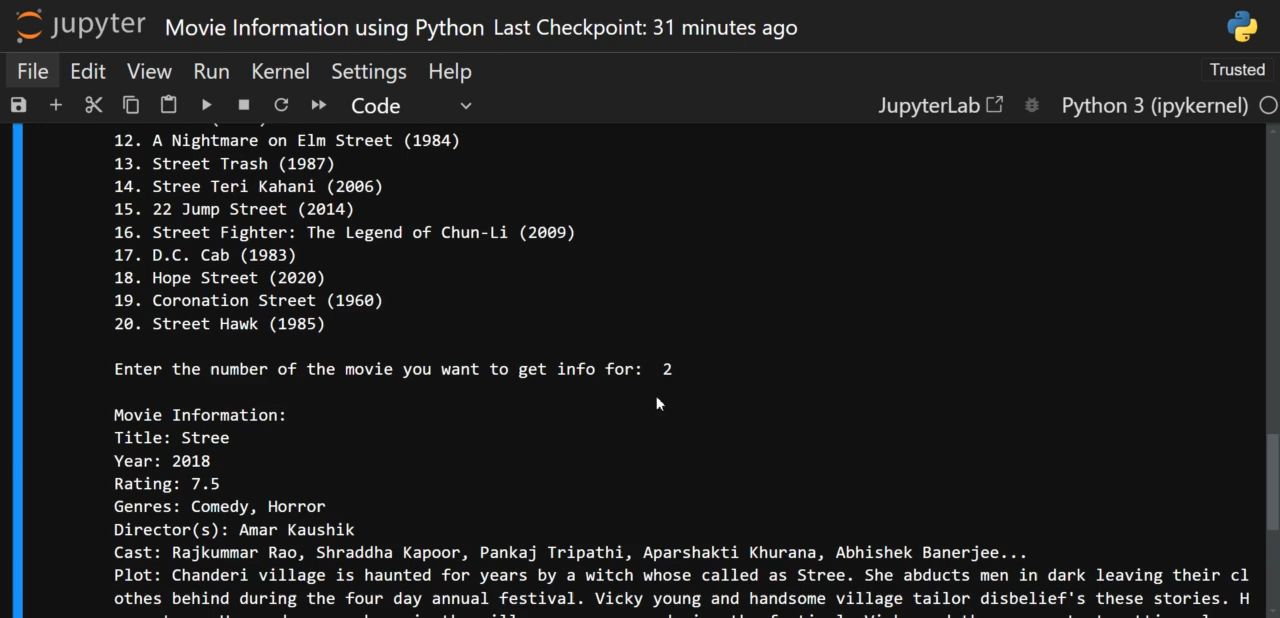 jupyter Movie Information using Python Last Checkpoint: 31 minutes ago
File Edit View Run Kernel Settings Help Trusted
Code JupyterLab Python 3 (ipykernel)
12. A Nightmare on Elm Street (1984)
13. Street Trash (1987)
14. Stree Teri Kahani (2006)
15. 22 Jump Street (2014)
16. Street Fighter: The Legend of Chun-Li (2009)
17. D.C. Cab (1983)
18. Hope Street (2020)
19. Coronation Street (1960)
20. Street Hawk (1985)
Enter the number of the movie you want to get info for: 2
Movie Information:
Title: Stree
Year: 2018
Rating: 7.5
Genres: Comedy, Horror
Director(s): Amar Kaushik
Cast: Rajkummar Rao, Shraddha Kapoor, Pankaj Tripathi, Aparshakti Khurana, Abhishek Banerjee...
Plot: Chanderi village is haunted for years by a witch whose called as Stree. She abducts men in dark leaving their cl
othes behind during the four day annual festival. Vicky young and handsome village tailor disbelief's these stories. H